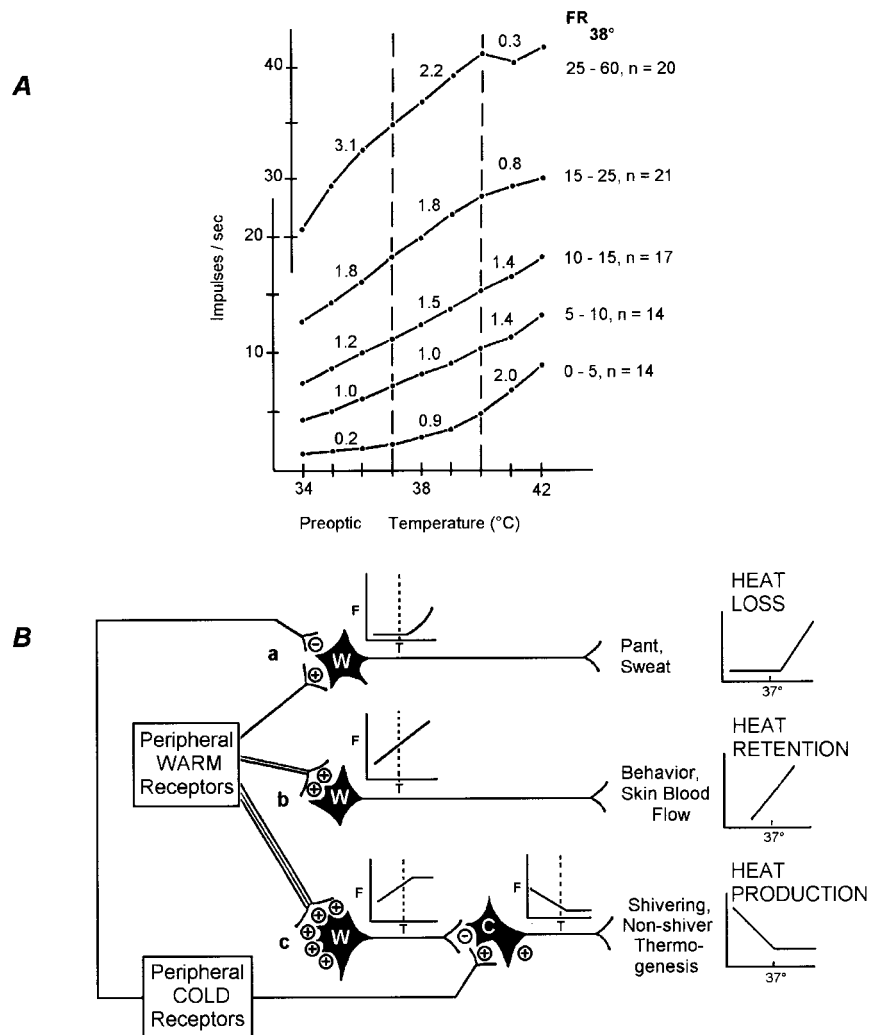 A
FR
38°
40
30
20
10
Impulses / sec
3.1
2.2
0.3
25 - 60, n = 20
1.8
1.8
0.8
15 - 25, n = 21
1.2
1.5
1.4
10 - 15, n = 17
1.0
1.0
1.4
5 - 10, n = 14
0.2
0.9
2.0
0 - 5, n = 14
34
38
42
Preoptic Temperature (°C)
B
F
T
a
W
−
+
Pant,
Sweat
HEAT
LOSS
37°
Peripheral
WARM
Receptors
T
b
W
+
+
Behavior,
Skin Blood
Flow
HEAT
RETENTION
37°
T
c
W
+
+
+
+
+
F
T
C
−
+
+
Shivering,
Non-shiver
Thermo-
genesis
HEAT
PRODUCTION
37°
Peripheral
COLD
Receptors